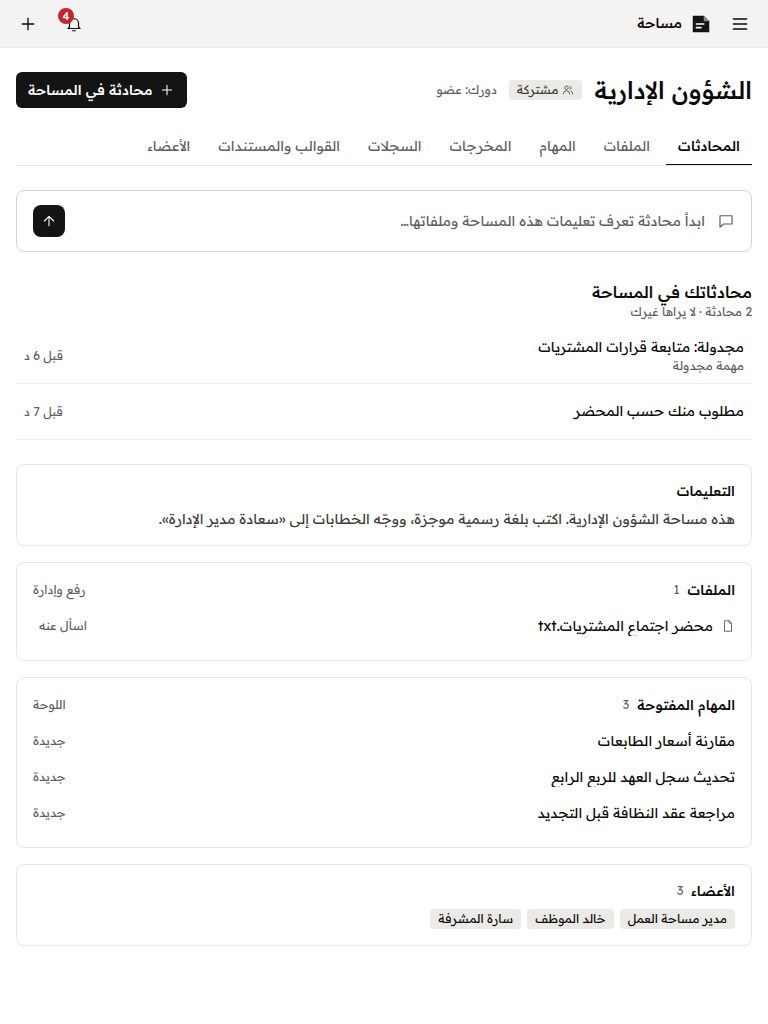 مساحة
4
الشؤون الإدارية
مشتركة
دورك: عضو
محادثة في المساحة
المحادثات
الملفات
المهام
المخرجات
السجلات
القوالب والمستندات
الأعضاء
ابدأ محادثة تعرف تعليمات هذه المساحة وملفاتها...
محادثاتك في المساحة
2 محادثة · لا يراها غيرك
مجدولة: متابعة قرارات المشتريات
قبل 6 د
مهمة مجدولة
مطلوب منك حسب المحضر
قبل 7 د
التعليمات
هذه مساحة الشؤون الإدارية. اكتب بلغة رسمية موجزة، ووجّه الخطابات إلى «سعادة مدير الإدارة».
الملفات 1
رفع وإدارة
محضر اجتماع المشتريات.txt
اسأل عنه
المهام المفتوحة 3
اللوحة
مقارنة أسعار الطابعات
جديدة
تحديث سجل العهد للربع الرابع
جديدة
مراجعة عقد النظافة قبل التجديد
جديدة
الأعضاء 3
مدير مساحة العمل
خالد الموظف
سارة المشرفة